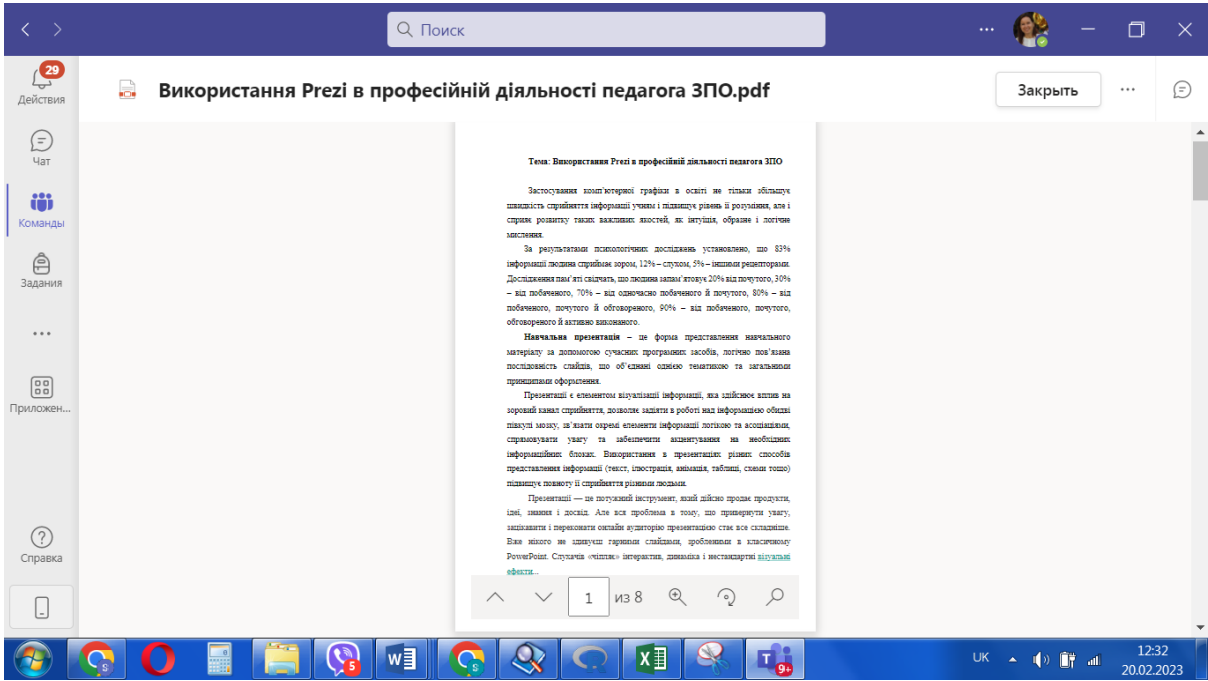 Поиск
29
Действия
Чат
Команды
Задания
Приложен...
Справка
Використання Prezi в професійній діяльності педагога ЗПО.pdf
Закрыть
Тема: Використання Prezi в професійній діяльності педагога ЗПО
Застосування комп'ютерної графіки в освіті не тільки збільшує
швидкість сприйняття інформації учням і підвищує рівень її розуміння, але і
сприяє розвитку таких важливих якостей, як інтуїція, образне і логічне
мислення.
За результатами психологічних досліджень установлено, що 83%
інформації людина сприймає зором, 12% – слухом, 5% – іншими рецепторами.
Дослідження пам'яті свідчать, що людина запам'ятовує 20% від почутого, 30%
– від побаченого, 70% – від одночасно побаченого й почутого, 80% – від
побаченого, почутого й обговореного, 90% – від побаченого, почутого,
обговореного й активно виконаного.
Навчальна презентація – це форма представлення навчального
матеріалу за допомогою сучасних програмних засобів, логічно пов'язана
послідовність слайдів, що об'єднані однією тематикою та загальними
принципами оформлення.
Презентації є елементом візуалізації інформації, яка здійснює вплив на
зоровий канал сприйняття, дозволяє задіяти в роботі над інформацією обидві
півкулі мозку, зв'язати окремі елементи інформації логікою та асоціаціями,
спрямовувати увагу та забезпечити акцентування на необхідних
інформаційних блоках. Використання в презентаціях різних способів
представлення інформації (текст, ілюстрація, анімація, таблиці, схеми тощо)
підвищує повноту її сприйняття різними людьми.
Презентації — це потужний інструмент, який дійсно продає продукти,
ідеї, знання і досвід. Але вся проблема в тому, що привернути увагу,
зацікавити і переконати онлайн аудиторію презентацією стає все складніше.
Вже нікого не здивуєш гарними слайдами, зробленими в класичному
PowerPoint. Слухачів «чіпляє» інтерактив, динаміка і нестандартні візуальні
ефекти...
1 из 8
5
9+
UK
12:32
20.02.2023